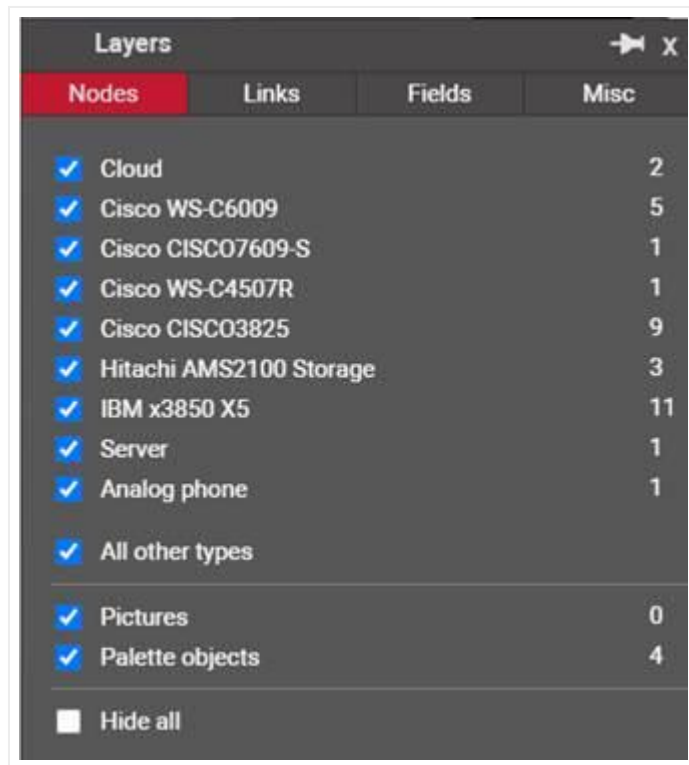 Layers X
Nodes Links Fields Misc
Cloud 2
Cisco WS-C6009 5
Cisco CISCO7609-S 1
Cisco WS-C4507R 1
Cisco CISCO3825 9
Hitachi AMS2100 Storage 3
IBM x3850 X5 11
Server 1
Analog phone 1
All other types
Pictures 0
Palette objects 4
Hide all